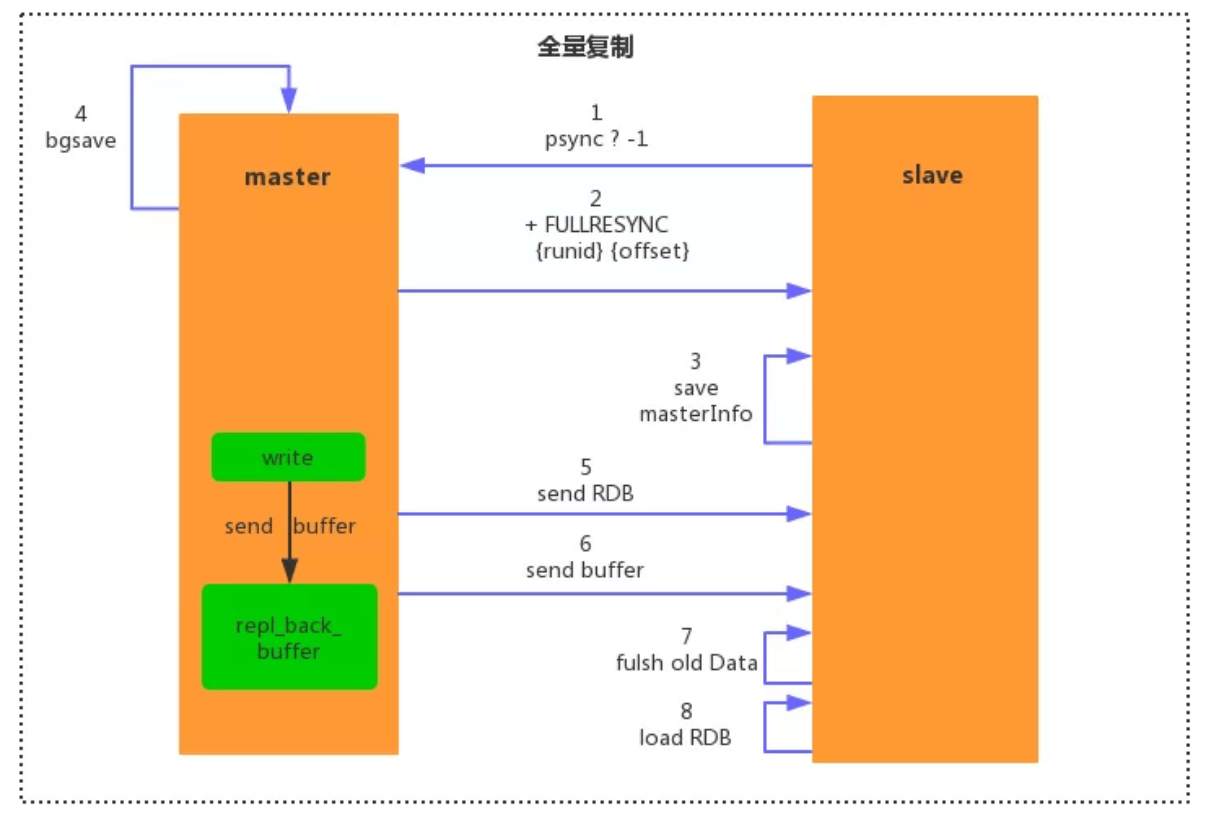 全量复制
4
bgsave
master
1
psync ? -1
slave
2
+ FULLRESYNC
{runid} {offset}
3
save
masterInfo
write
send buffer
repl_back_
buffer
5
send RDB
6
send buffer
7
fulsh old Data
8
load RDB